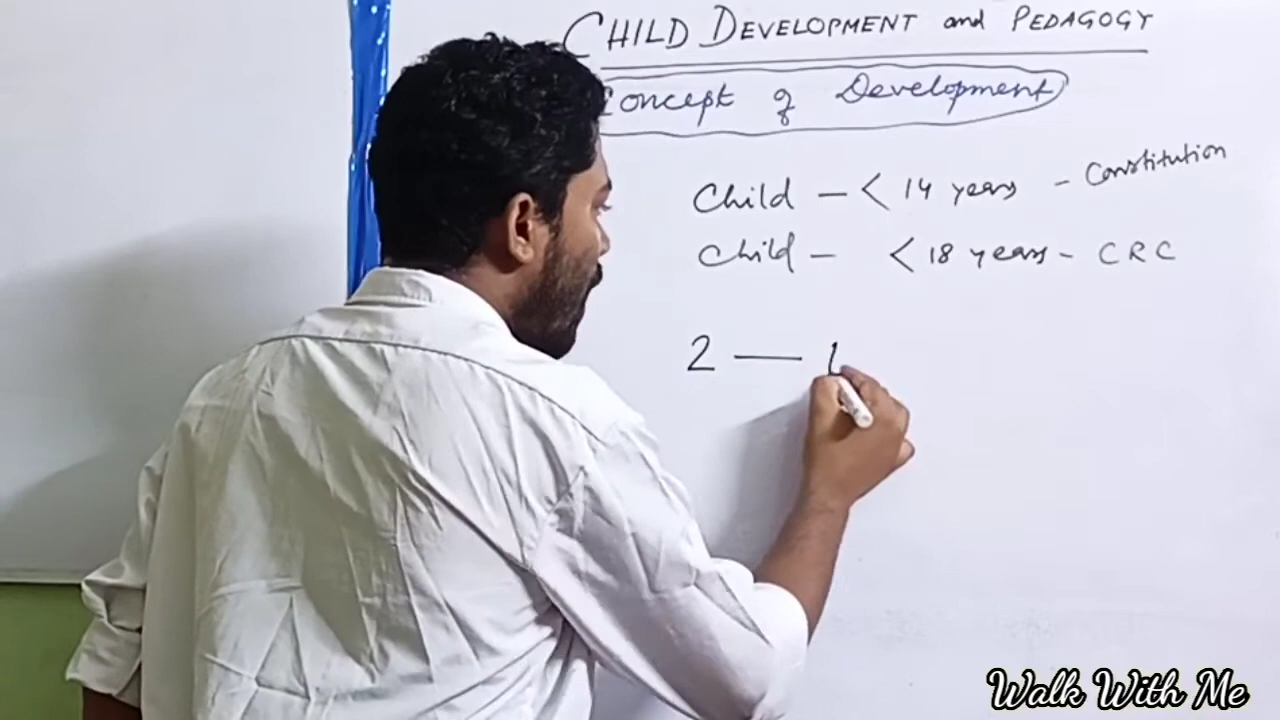 CHILD DEVELOPMENT and PEDAGOGY
Concept of Development
Child — < 14 years - Constitution
Child - < 18 years - CRC
2 —
Walk With Me